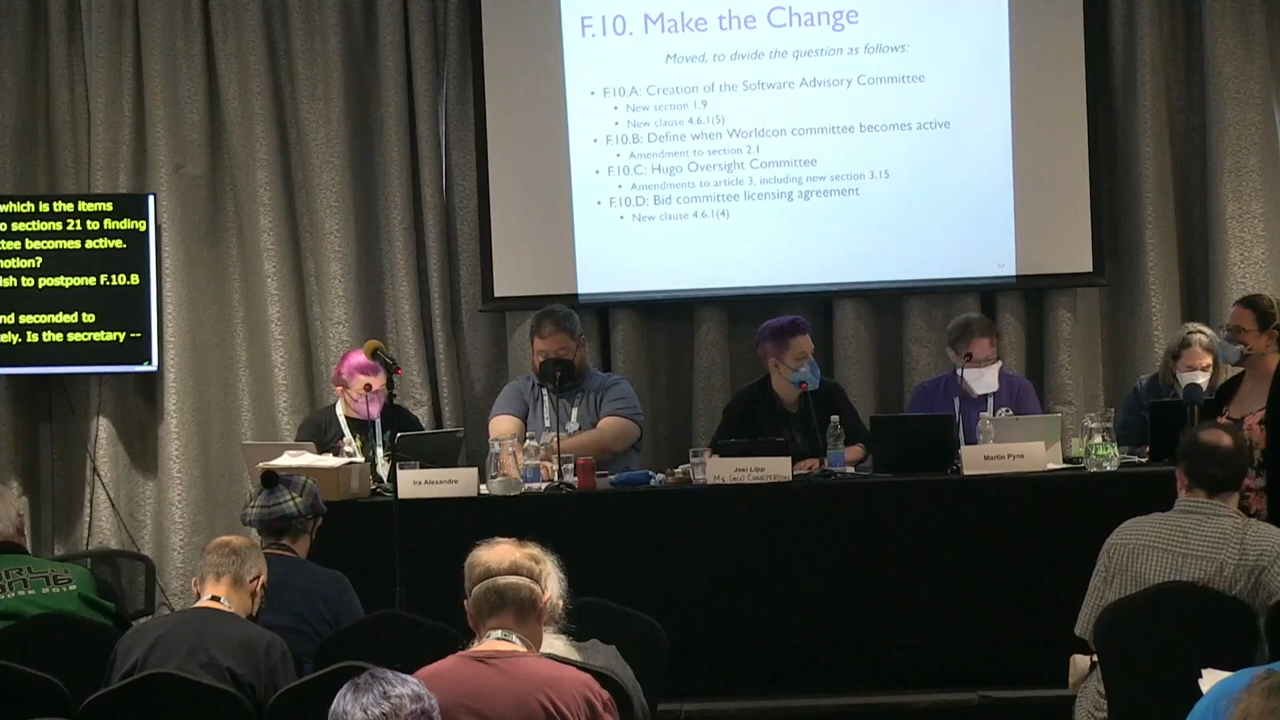 F.10. Make the Change
Moved, to divide the question as follows:
• F.10.A: Creation of the Software Advisory Committee
• New section 1.9
• New clause 4.6.1(5)
• F.10.B: Define when Worldcon committee becomes active
• Amendment to section 2.1
• F.10.C: Hugo Oversight Committee
• Amendments to article 3, including new section 3.15
• F.10.D: Bid committee licensing agreement
• New clause 4.6.1(4)
which is the items
o sections 21 to finding
ttee becomes active.
notion?
ish to postpone F.10.B
nd seconded to
ely. Is the secretary --
Ira Alexandre
Jesi Lipp
CHAIRPERSON
Martin Pyne